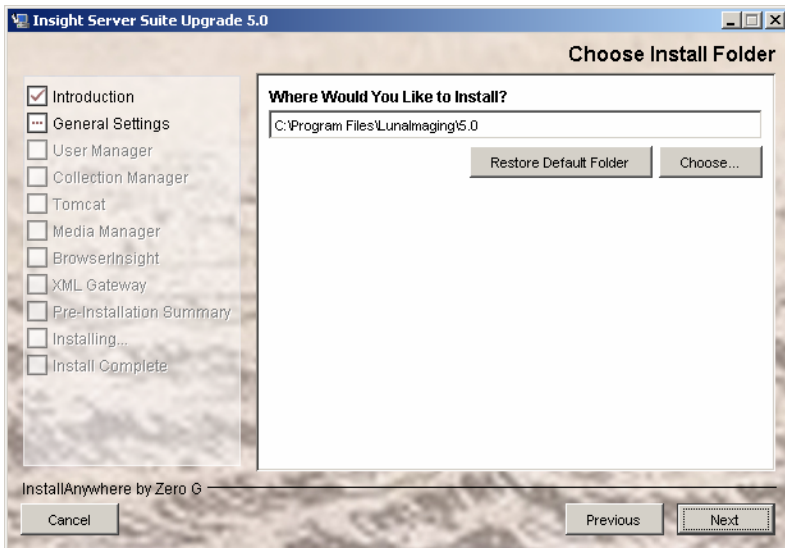 Insight Server Suite Upgrade 5.0
Choose Install Folder
Introduction
General Settings
User Manager
Collection Manager
Tomcat
Media Manager
BrowserInsight
XML Gateway
Pre-Installation Summary
Installing...
Install Complete
Where Would You Like to Install?
C:\Program Files\LunaImaging\5.0
Restore Default Folder
Choose...
InstallAnywhere by Zero G
Cancel
Previous
Next